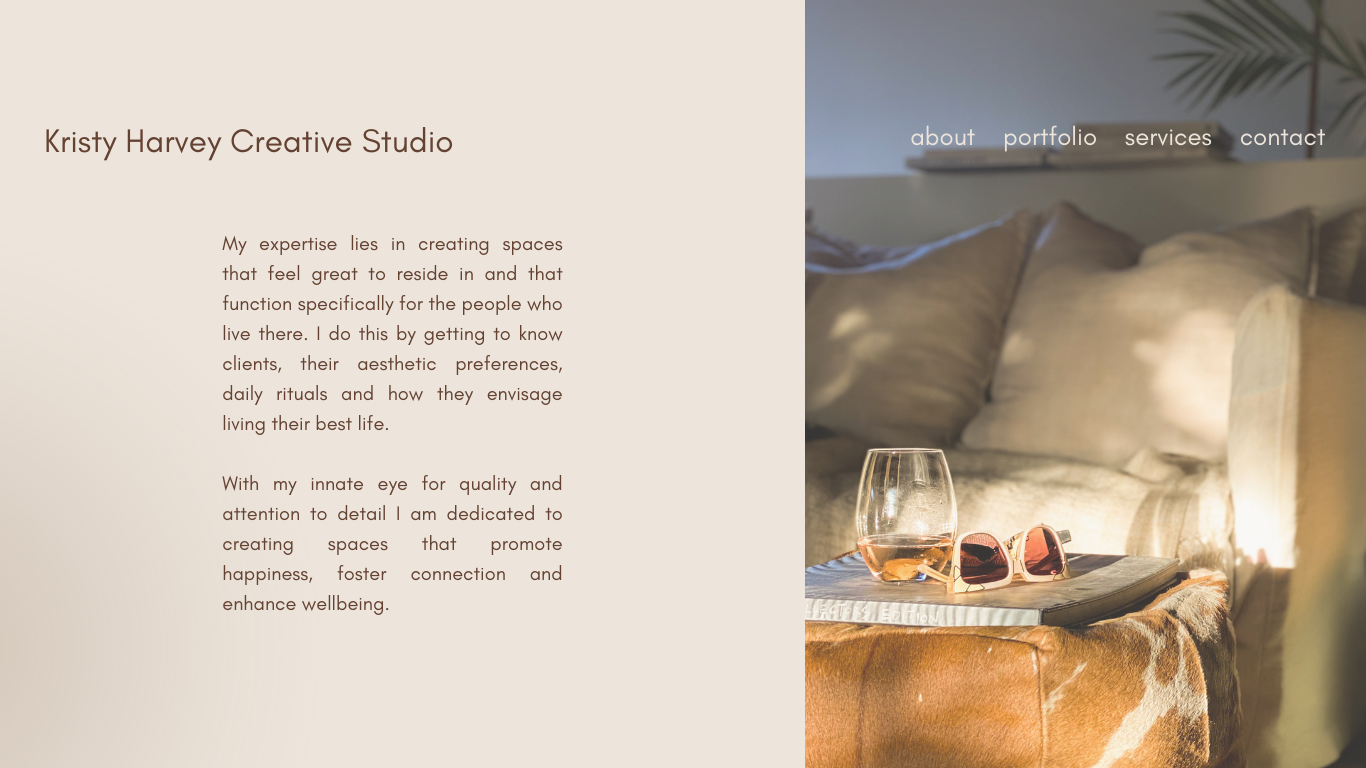 Kristy Harvey Creative Studio
about portfolio services contact
My expertise lies in creating spaces
that feel great to reside in and that
function specifically for the people who
live there. I do this by getting to know
clients, their aesthetic preferences,
daily rituals and how they envisage
living their best life.
With my innate eye for quality and
attention to detail I am dedicated to
creating spaces that promote
happiness, foster connection and
enhance wellbeing.
EDITION